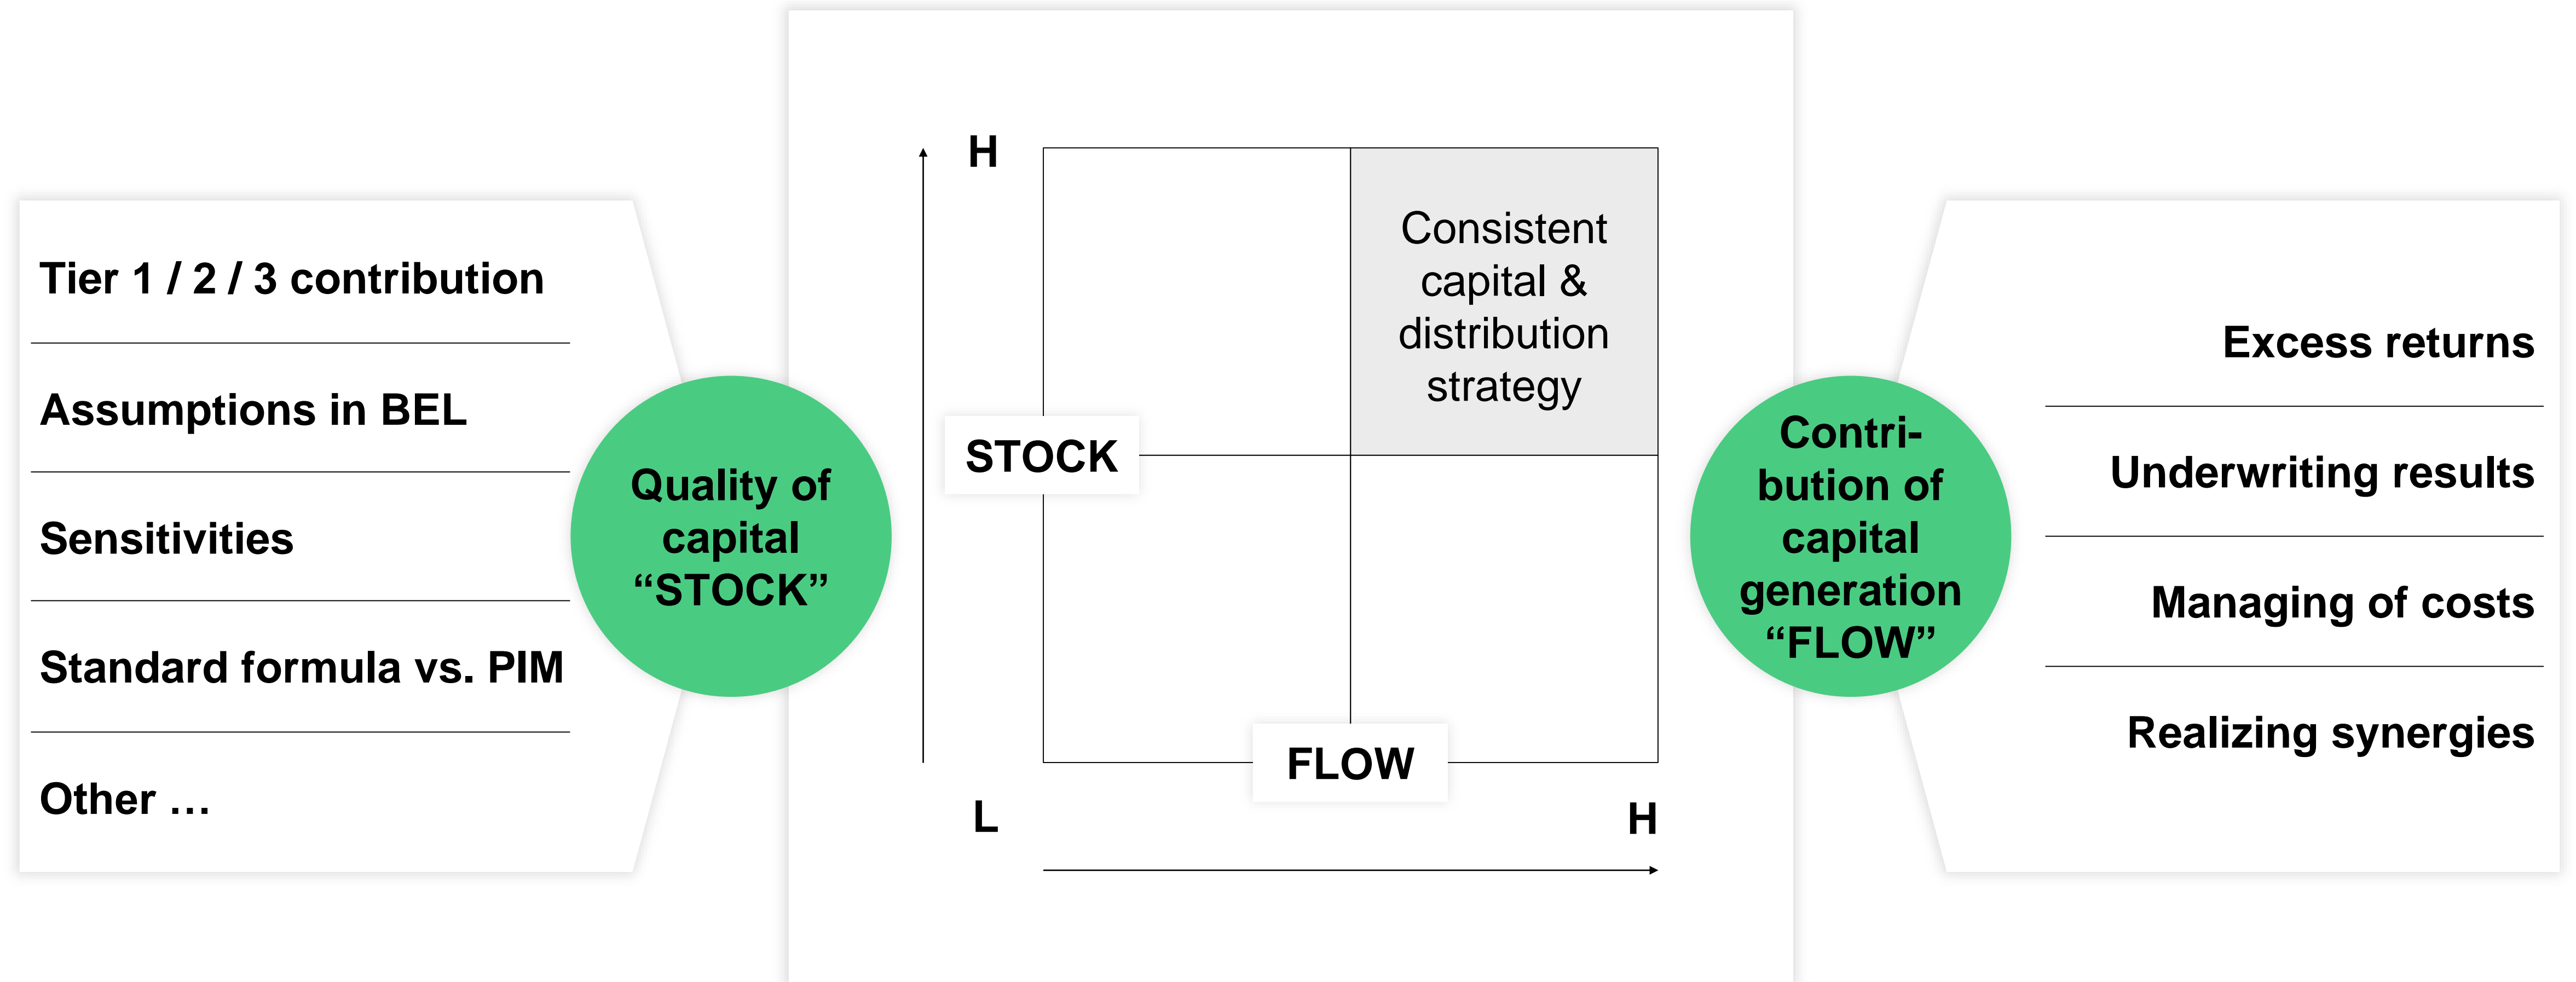 Tier 1 / 2 / 3 contribution
Assumptions in BEL
Sensitivities
Standard formula vs. PIM
Other …
Quality of
capital
“STOCK”
H
Consistent
capital &
distribution
strategy
STOCK
FLOW
L
H
Contri-
bution of
capital
generation
“FLOW”
Excess returns
Underwriting results
Managing of costs
Realizing synergies